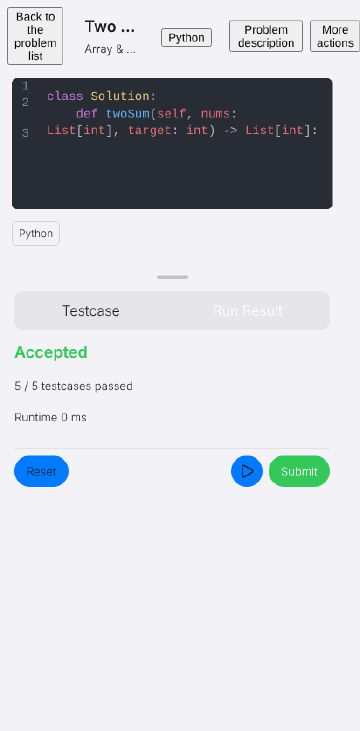 Back to
the
problem
list
Two ...
Array & ...
Python
Problem
description
More
actions
1
class Solution:
2
def twoSum(self, nums:
List[int], target: int) -> List[int]:
3
Python
Testcase
Run Result
Accepted
5 / 5 testcases passed
Runtime 0 ms
Reset
Submit